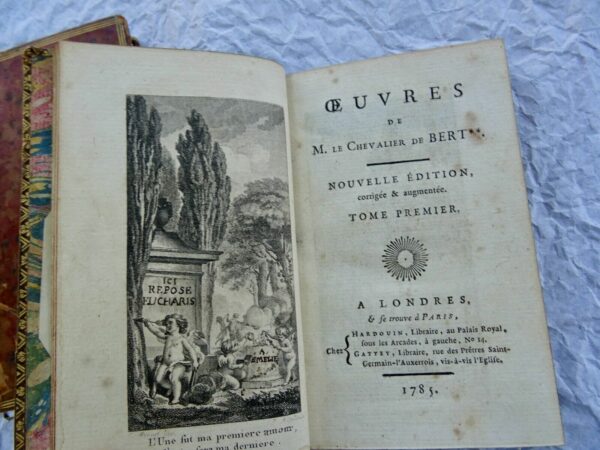 ICI
REPOSE
EUCHARIS
A
L'Une fut ma premiere amour,
ma derniere.
ŒUVRES
DE
M. LE CHEVALIER DE BERT**.
NOUVELLE ÉDITION,
corrigée & augmentée.
TOME PREMIER.
A LONDRES,
& se trouve à PARIS,
Chez
HARDOUIN, Libraire, au Palais Royal,
sous les Arcades, à gauche, No 14.
GATTEY, Libraire, rue des Prêtres Saint-
Germain-l'Auxerrois, vis-à-vis l'Eglise.
1785.